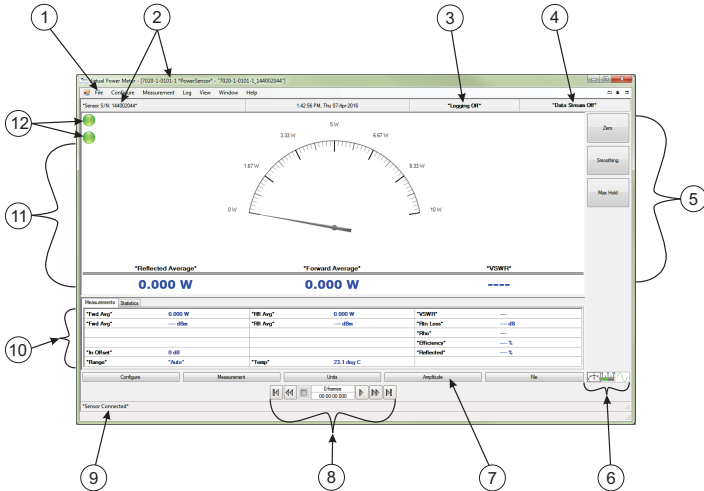 1
2
3
4
Virtual Power Meter - [7020-1-0101-1 *PowerSensor* - "7020-1-0101-1_144002044"]
File Configure Measurement Log View Window Help
"Sensor S/N: 144002044"
1:42:56 PM, Thu 07-Apr-2016
"Logging Off"
"Data Stream Off"
12
11
10
5
Zero
Smoothing
Max Hold
5 W
3.33 W
6.67 W
1.67 W
8.33 W
0 W
10 W
"Reflected Average"
"Forward Average"
"VSWR"
0.000 W
0.000 W
----
Measurements Statistics
"Fwd Avg" 0.000 W "Rfl Avg" 0.000 W "VSWR" ---
"Fwd Avg" --- dBm "Rfl Avg" --- dBm "Rtn Loss" --- dB
"Rho" ---
"Efficiency" --- %
"In Offset" 0 dB "Reflected" --- %
"Range" "Auto" "Temp" 23.1 deg C
Configure
Measurement
Units
Amplitude
File
0 frames
00:00:00.000
"Sensor Connected"
9
8
7
6